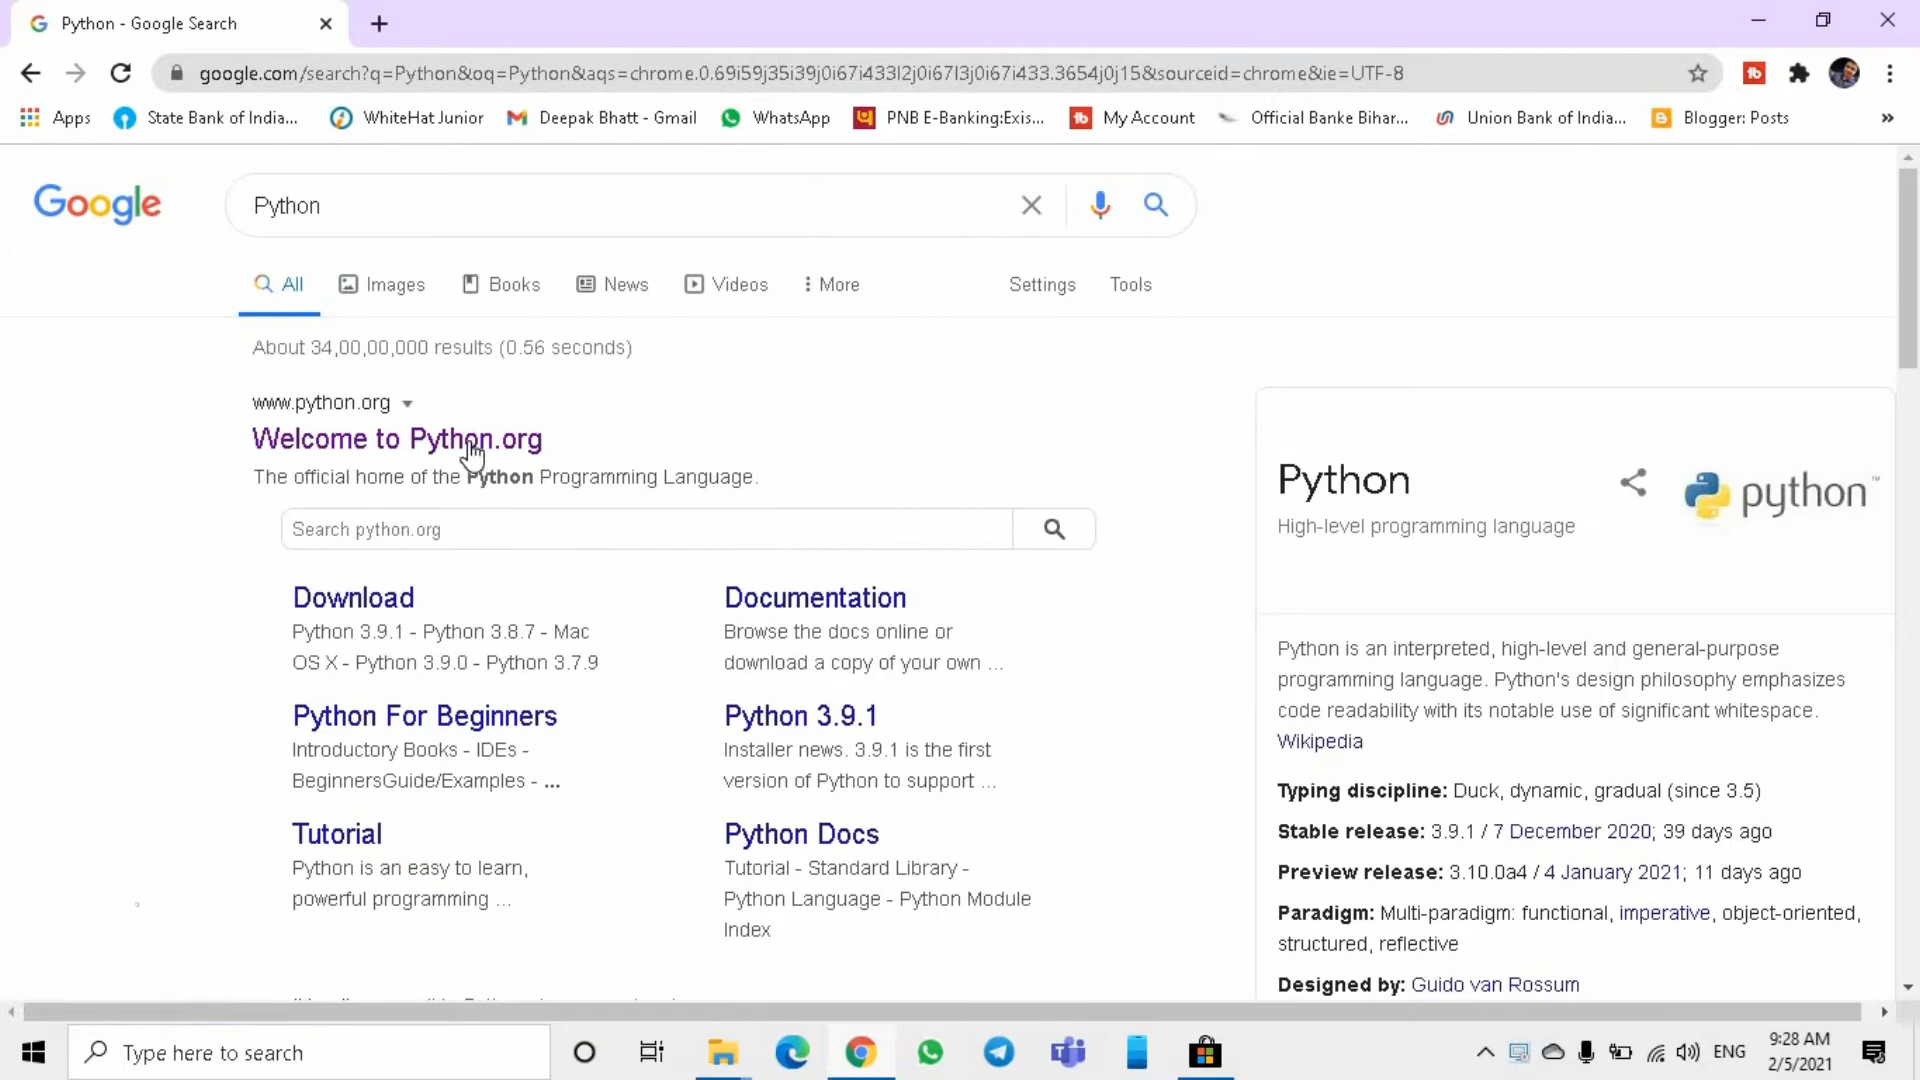 Python - Google Search
google.com/search?q=Python&oq=Python&aqs=chrome.0.69i59j35i39j0i67i433l2j0i67l3j0i67i433.3654j0j15&sourceid=chrome&ie=UTF-8
Apps State Bank of India... WhiteHat Junior Deepak Bhatt - Gmail WhatsApp PNB E-Banking:Exis... My Account Official Banke Bihar... Union Bank of India... Blogger: Posts »
Google Python
All Images Books News Videos More Settings Tools
About 34,00,00,000 results (0.56 seconds)
www.python.org
Welcome to Python.org
The official home of the Python Programming Language.
Search python.org
Download
Python 3.9.1 - Python 3.8.7 - Mac
OS X - Python 3.9.0 - Python 3.7.9
Documentation
Browse the docs online or
download a copy of your own ...
Python For Beginners
Introductory Books - IDEs -
BeginnersGuide/Examples - ...
Python 3.9.1
Installer news. 3.9.1 is the first
version of Python to support ...
Tutorial
Python is an easy to learn,
powerful programming ...
Python Docs
Tutorial - Standard Library -
Python Language - Python Module
Index
Python
High-level programming language
python™
Python is an interpreted, high-level and general-purpose
programming language. Python's design philosophy emphasizes
code readability with its notable use of significant whitespace.
Wikipedia
Typing discipline: Duck, dynamic, gradual (since 3.5)
Stable release: 3.9.1 / 7 December 2020; 39 days ago
Preview release: 3.10.0a4 / 4 January 2021; 11 days ago
Paradigm: Multi-paradigm: functional, imperative, object-oriented,
structured, reflective
Designed by: Guido van Rossum
Type here to search
ENG
9:28 AM
2/5/2021